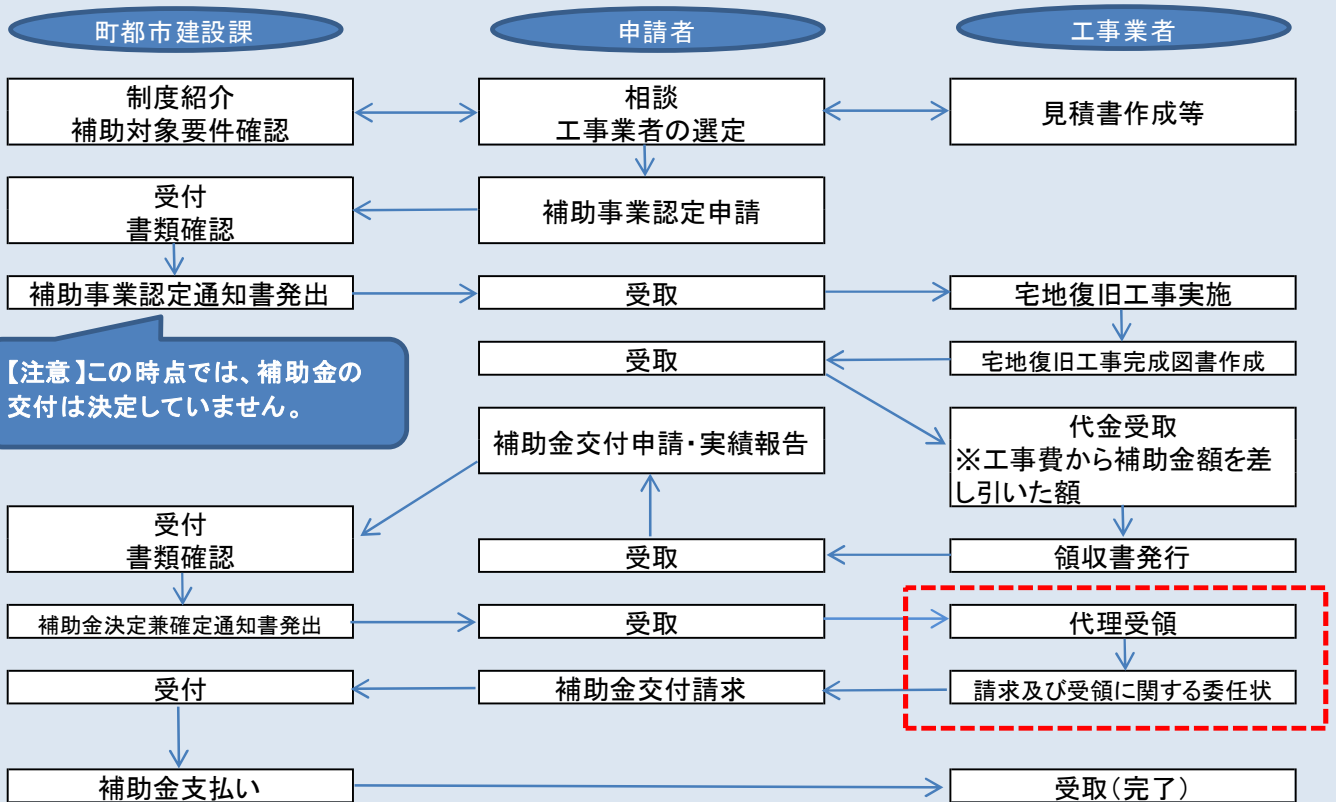 町都市建設課
申請者
工事業者
制度紹介
補助対象要件確認
相談
工事業者の選定
見積書作成等
受付
書類確認
補助事業認定申請
補助事業認定通知書発出
受取
宅地復旧工事実施
【注意】この時点では、補助金の
交付は決定していません。
受取
宅地復旧工事完成図書作成
補助金交付申請・実績報告
代金受取
※工事費から補助金額を差
し引いた額
受付
書類確認
受取
領収書発行
補助金決定兼確定通知書発出
受取
代理受領
受付
補助金交付請求
請求及び受領に関する委任状
補助金支払い
受取(完了)